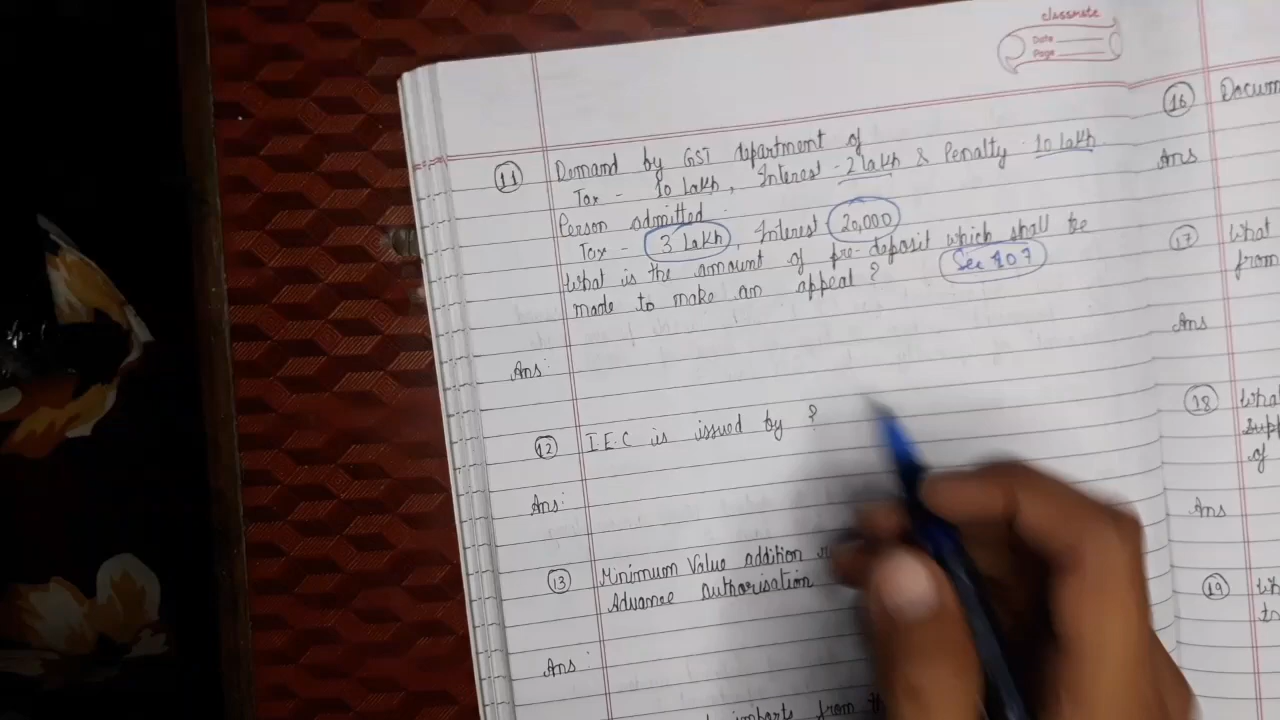 classmate
Date
Page
11 Demand by GST department of
Tax - 10 Lakh, Interest - 2 lakh & Penalty - 10 lakh
Person admitted
Tax - 3 Lakh, Interest - 20,000
What is the amount of pre-deposit which shall be
made to make an appeal ? Sec 107
Ans:
12 I.E.C is issued by ?
Ans:
13 Minimum Value addition
Advance authorisation
Ans:
imports from
16 Docum
Ans
17 What
from
Ans
18 What
Supp
of
Ans
19 Wh